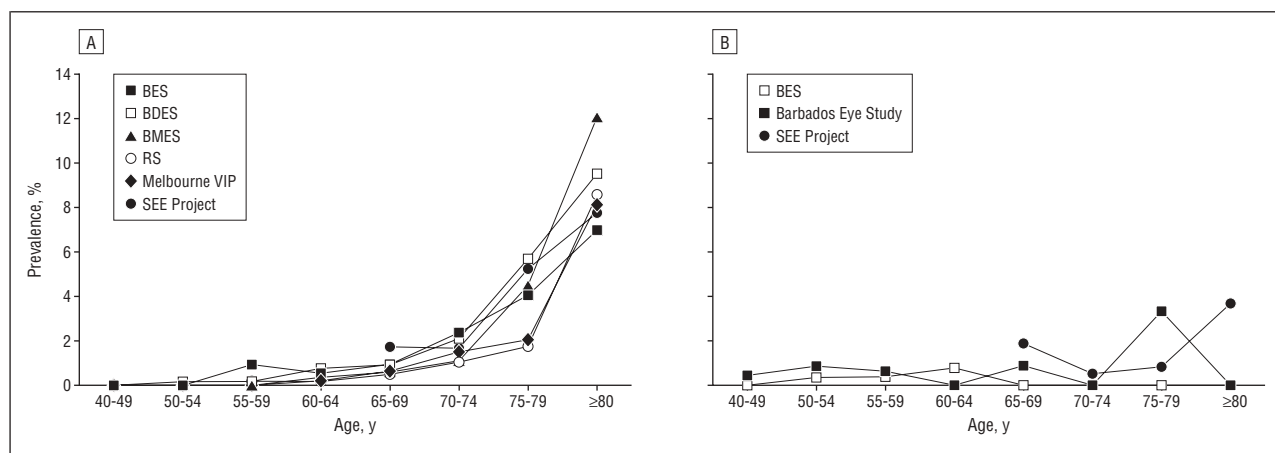 A
Prevalence, %
14
12
10
8
6
4
2
0
BES
BDES
BMES
RS
Melbourne VIP
SEE Project
40-49 50-54 55-59 60-64 65-69 70-74 75-79 ≥80
Age, y
B
BES
Barbados Eye Study
SEE Project
40-49 50-54 55-59 60-64 65-69 70-74 75-79 ≥80
Age, y